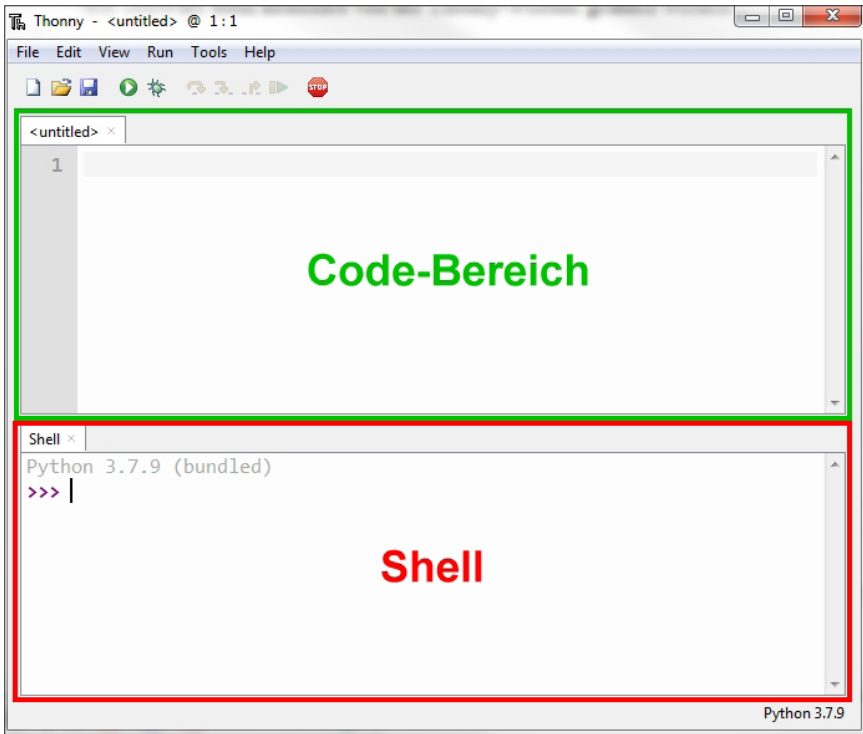 Thonny - <untitled> @ 1:1
File Edit View Run Tools Help
STOP
<untitled>
1
Code-Bereich
Shell
Python 3.7.9 (bundled)
>>>
Shell
Python 3.7.9